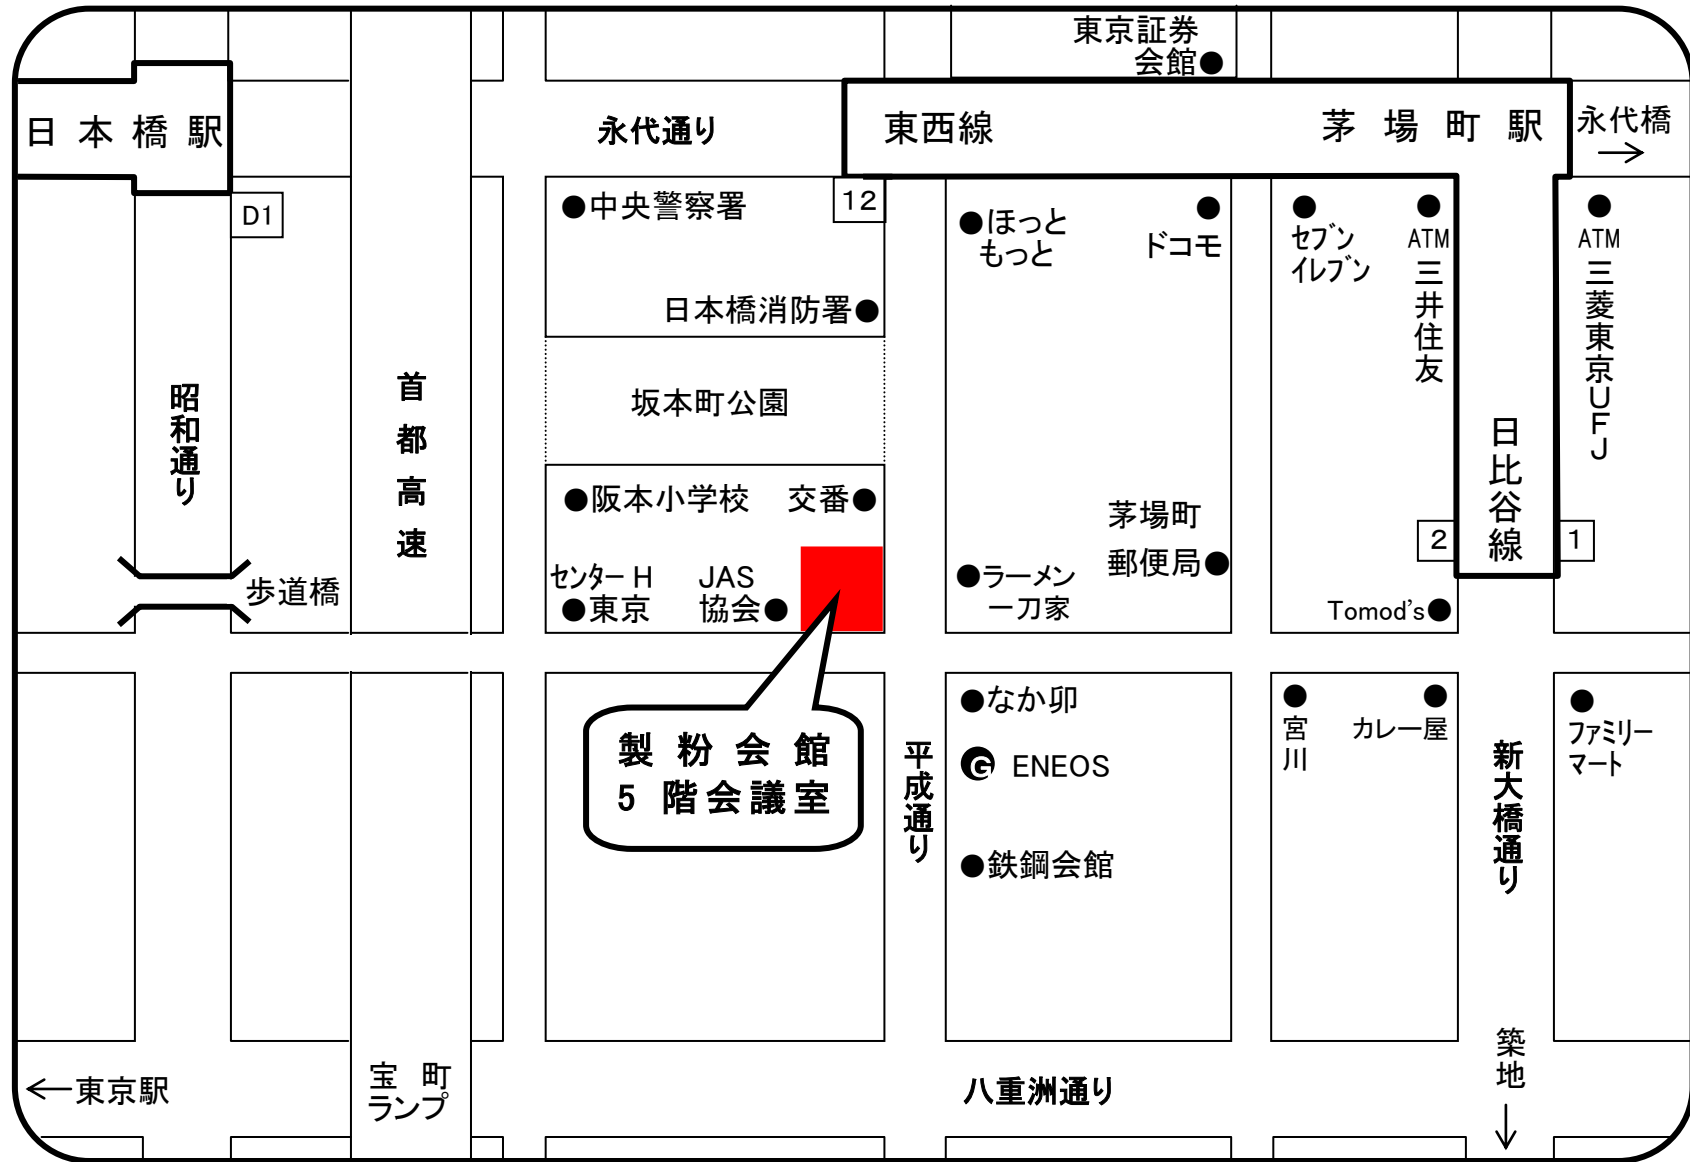 東京証券
会館●
日本橋駅
永代通り
東西線
茅場町駅
永代橋
→
D1
●中央警察署
12
●ほっと
もっと
●
ドコモ
●
セブン
イレブン
●
ATM
三井住友
●
ATM
三菱東京UFJ
日本橋消防署●
昭和通り
首都高速
坂本町公園
日比谷線
●阪本小学校
交番●
茅場町
郵便局●
2
1
歩道橋
センターH
●東京
JAS
協会●
●ラーメン
一刀家
Tomod's●
製粉会館
5階会議室
平成通り
●なか卯
G ENEOS
●鉄鋼会館
●
宮川
●
カレー屋
新大橋通り
●
ファミリー
マート
←東京駅
宝町
ランプ
八重洲通り
築地
↓